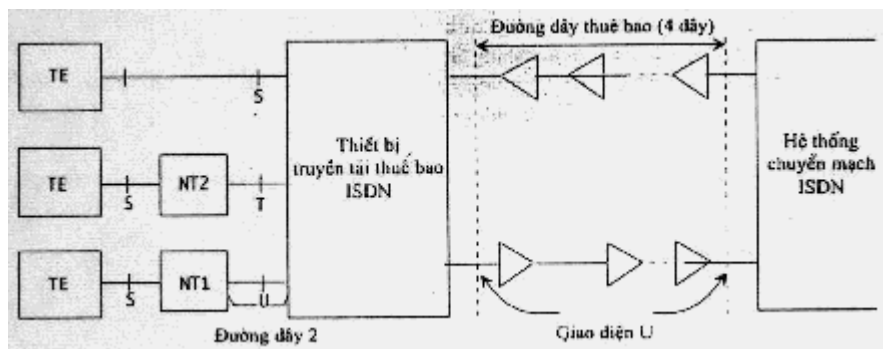 Đường dây thuê bao (4 dây)
TE
S
TE
S
NT2
T
TE
S
NT1
U
Thiết bị
truyền tải thuê bao
ISDN
Hệ thống
chuyển mạch
ISDN
Đường dây 2
Giao diện U